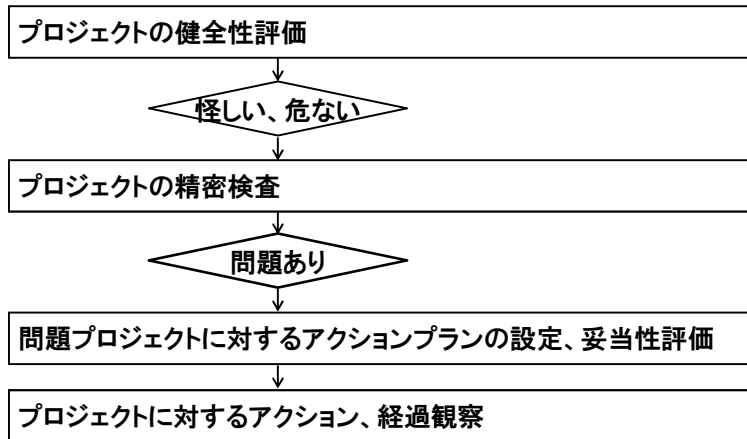 プロジェクトの健全性評価
怪しい、危ない
プロジェクトの精密検査
問題あり
問題プロジェクトに対するアクションプランの設定、妥当性評価
プロジェクトに対するアクション、経過観察